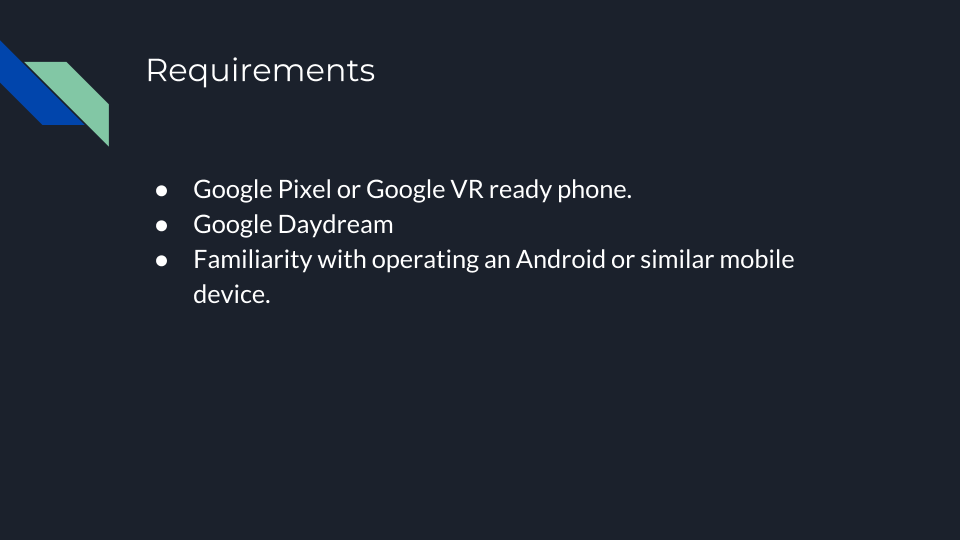 Requirements
● Google Pixel or Google VR ready phone.
● Google Daydream
● Familiarity with operating an Android or similar mobile
device.